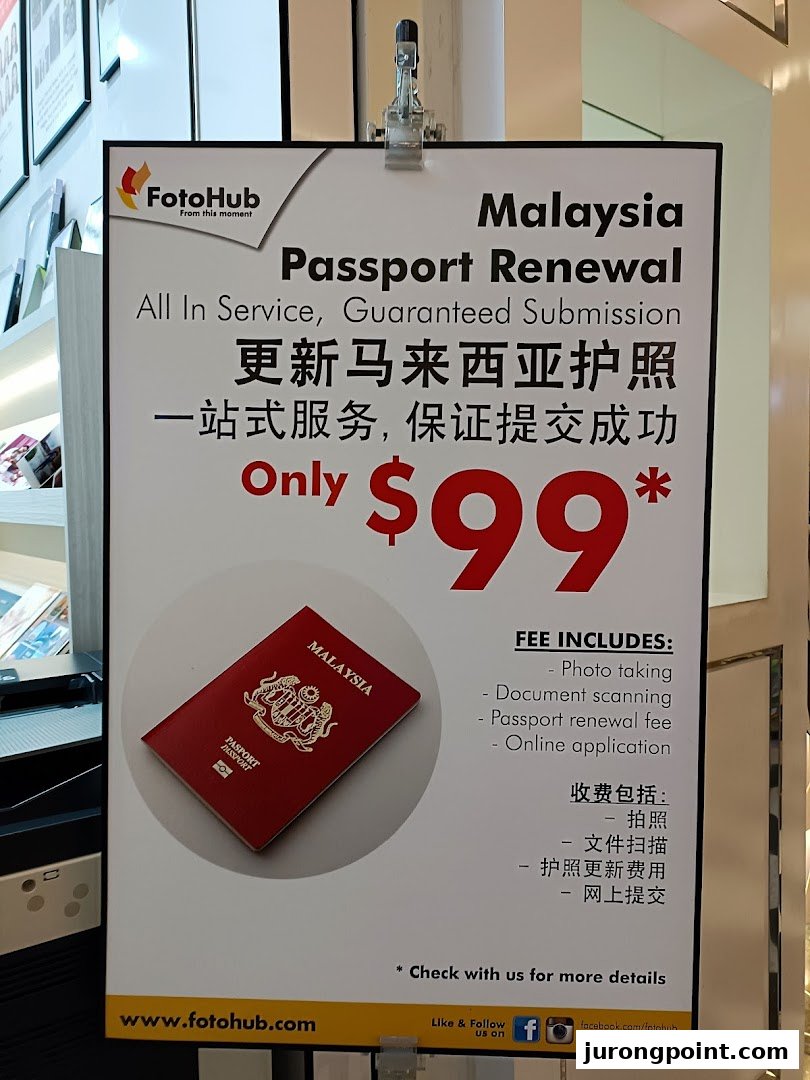 FotoHub
From this moment
Malaysia
Passport Renewal
All In Service, Guaranteed Submission
更新马来西亚护照
一站式服务, 保证提交成功
Only $99*
MALAYSIA
PASPORT
PASSPORT
FEE INCLUDES:
- Photo taking
- Document scanning
- Passport renewal fee
- Online application
收费包括:
- 拍照
- 文件扫描
- 护照更新费用
- 网上提交
* Check with us for more details
www.fotohub.com
Like & Follow
us on
facebook.com/fotohub
jurongpoint.com